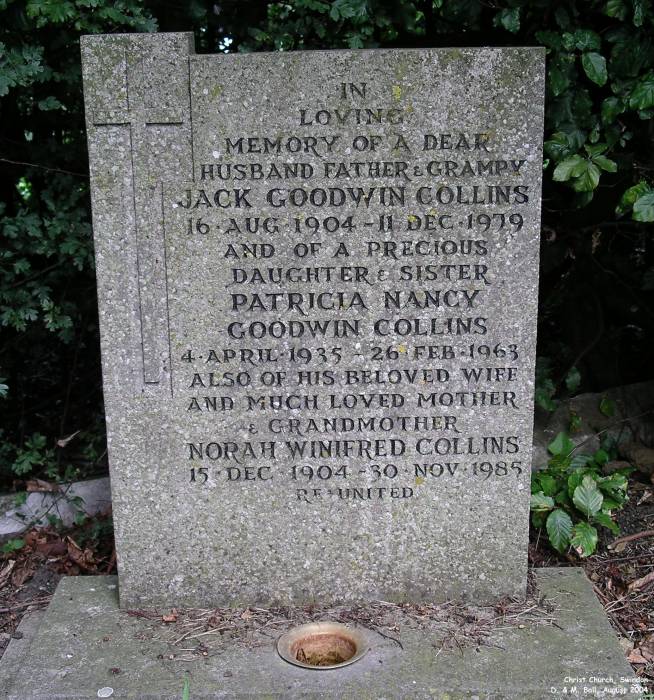 IN
LOVING
MEMORY OF A DEAR
HUSBAND FATHER & GRAMPY
JACK GOODWIN COLLINS
16·AUG·1904-11·DEC·1979
AND OF A PRECIOUS
DAUGHTER & SISTER
PATRICIA NANCY
GOODWIN COLLINS
4·APRIL·1935 - 26·FEB·1963
ALSO OF HIS BELOVED WIFE
AND MUCH LOVED MOTHER
& GRANDMOTHER
NORAH WINIFRED COLLINS
15·DEC·1904-30·NOV·1985
RE-UNITED
Christ Church, Swindon
D. & M. Ball, August 2004